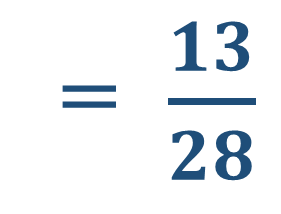 = 13/28